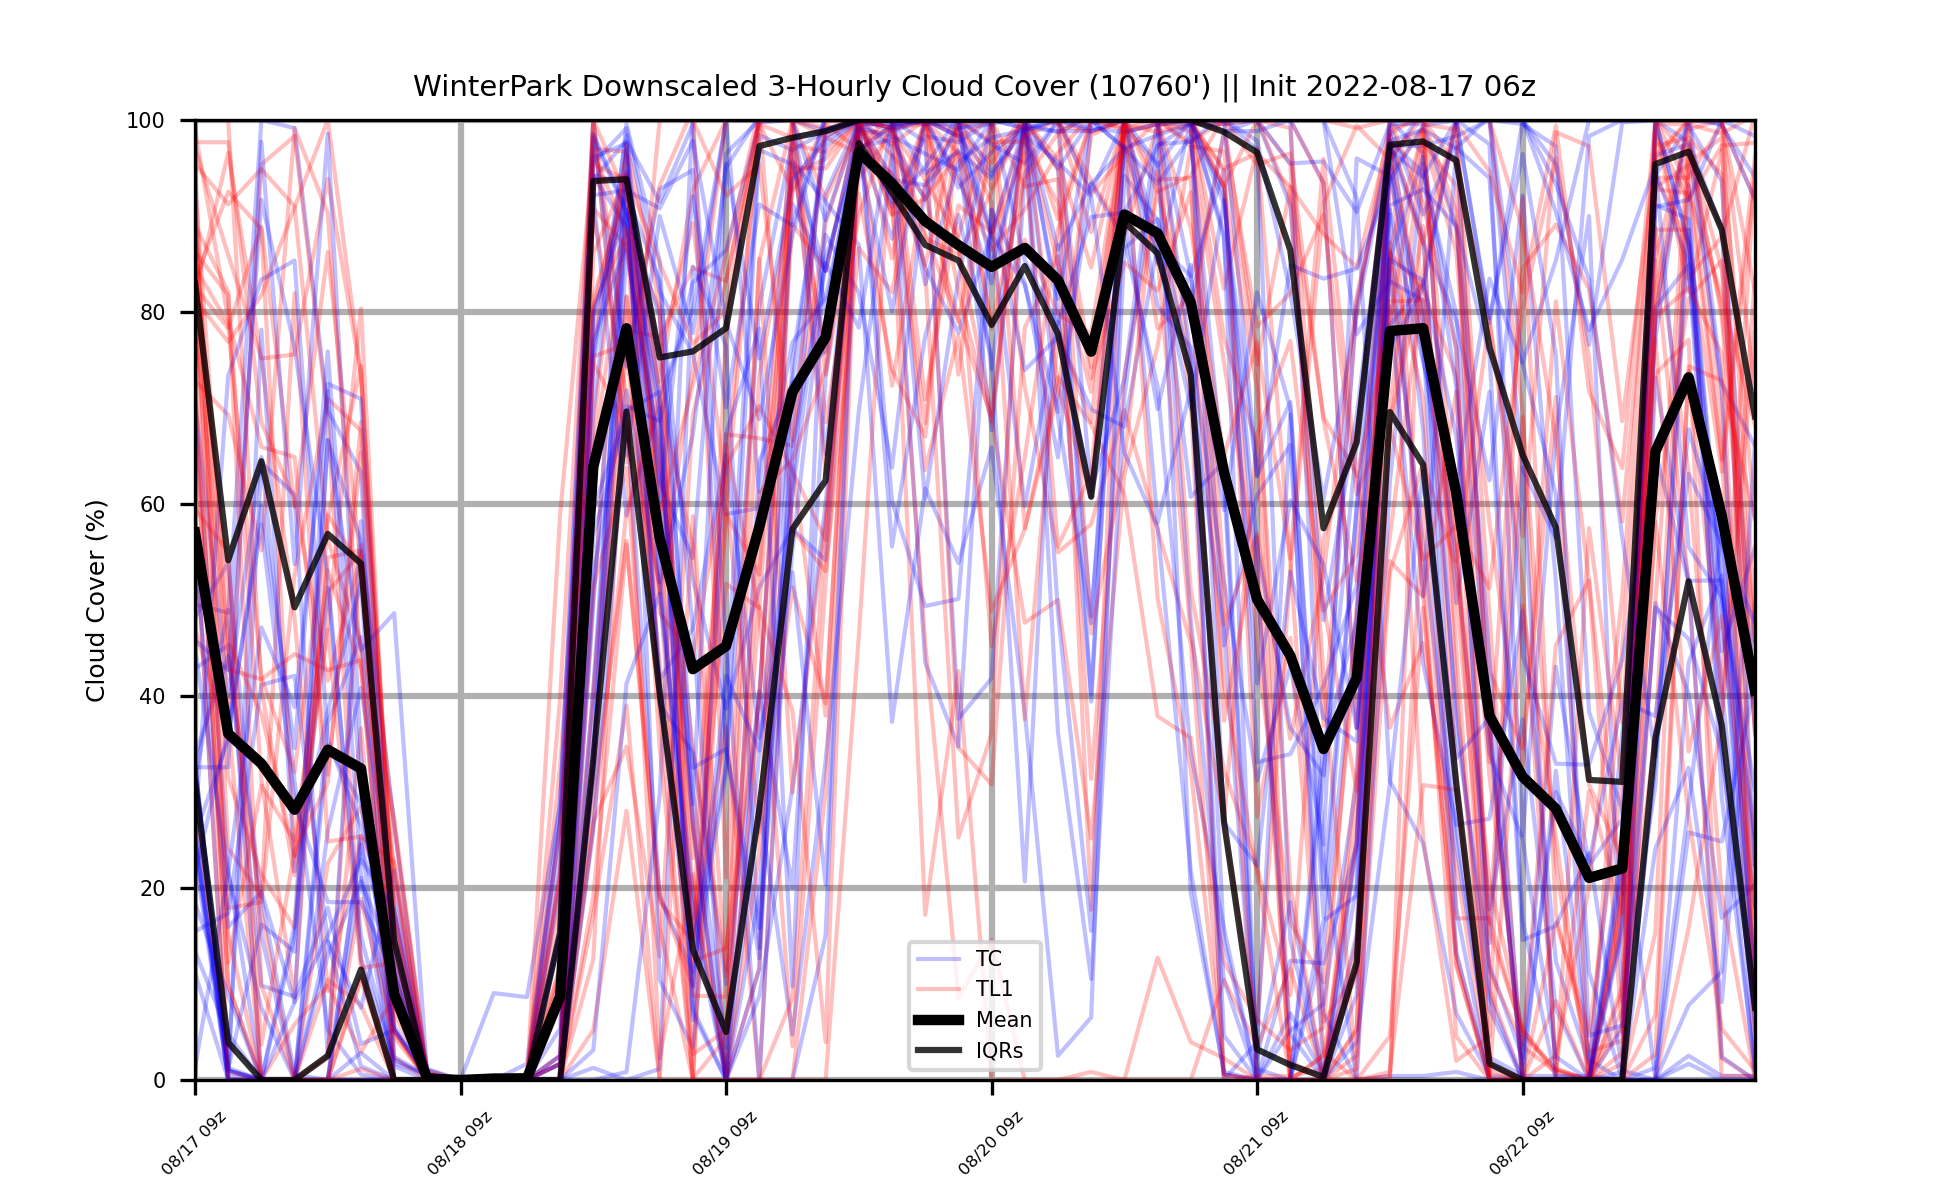 WinterPark Downscaled 3-Hourly Cloud Cover (10760') || Init 2022-08-17 06z
Cloud Cover (%)
100
80
60
40
20
0
TC
TL1
Mean
IQRs
08/17 09z
08/18 09z
08/19 09z
08/20 09z
08/21 09z
08/22 09z